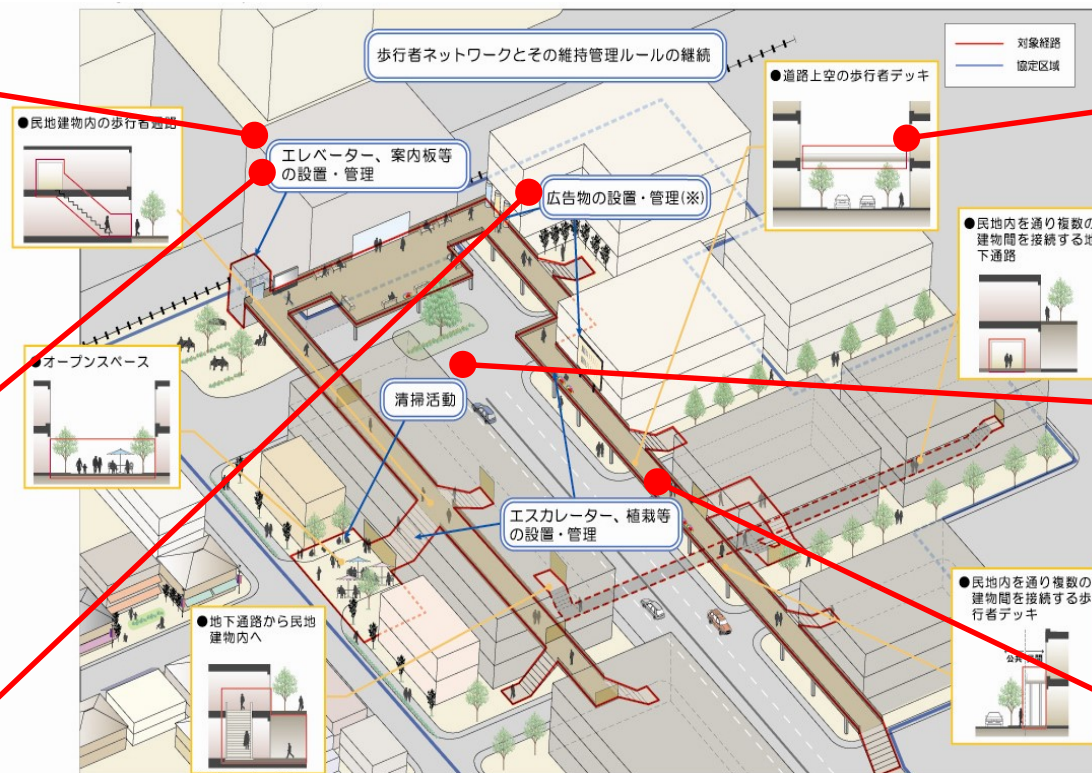 歩行者ネットワークとその維持管理ルールの継続
対象経路
協定区域
●道路上空の歩行者デッキ
●民地建物内の歩行者通路
エレベーター、案内板等
の設置・管理
広告物の設置・管理(※)
●民地内を通り複数の
建物間を接続する地
下通路
●オープンスペース
清掃活動
エスカレーター、植栽等
の設置・管理
●地下通路から民地
建物内へ
●民地内を通り複数の
建物間を接続する歩
行者デッキ